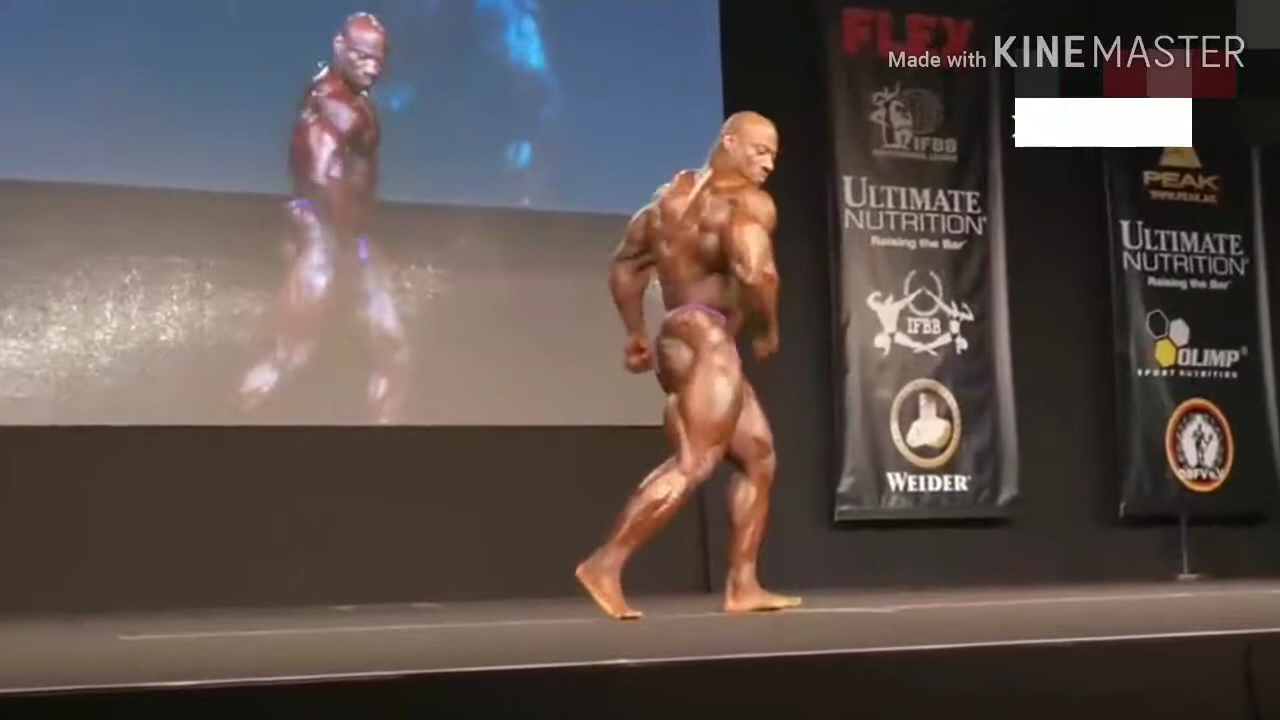 FLEX
Made with KINEMASTER
IFBB
ULTIMATE
NUTRITION®
Raising the Bar
IFBB
WEIDER®
PEAK
ULTIMATE
NUTRITION®
Raising the Bar
OLIMP®
SPORT NUTRITION